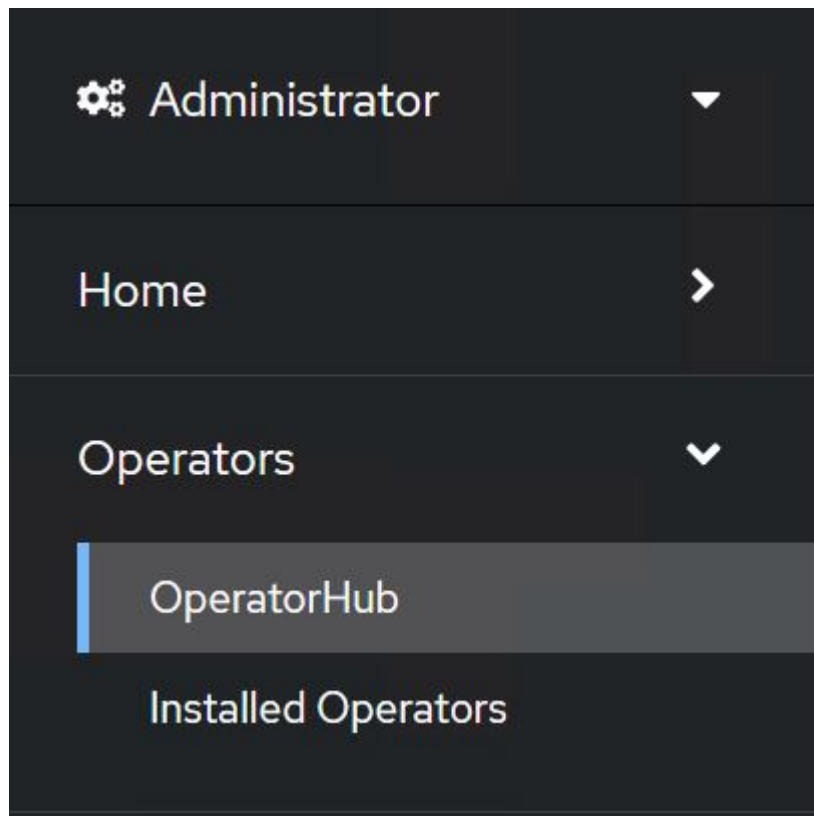 Administrator
Home
Operators
OperatorHub
Installed Operators